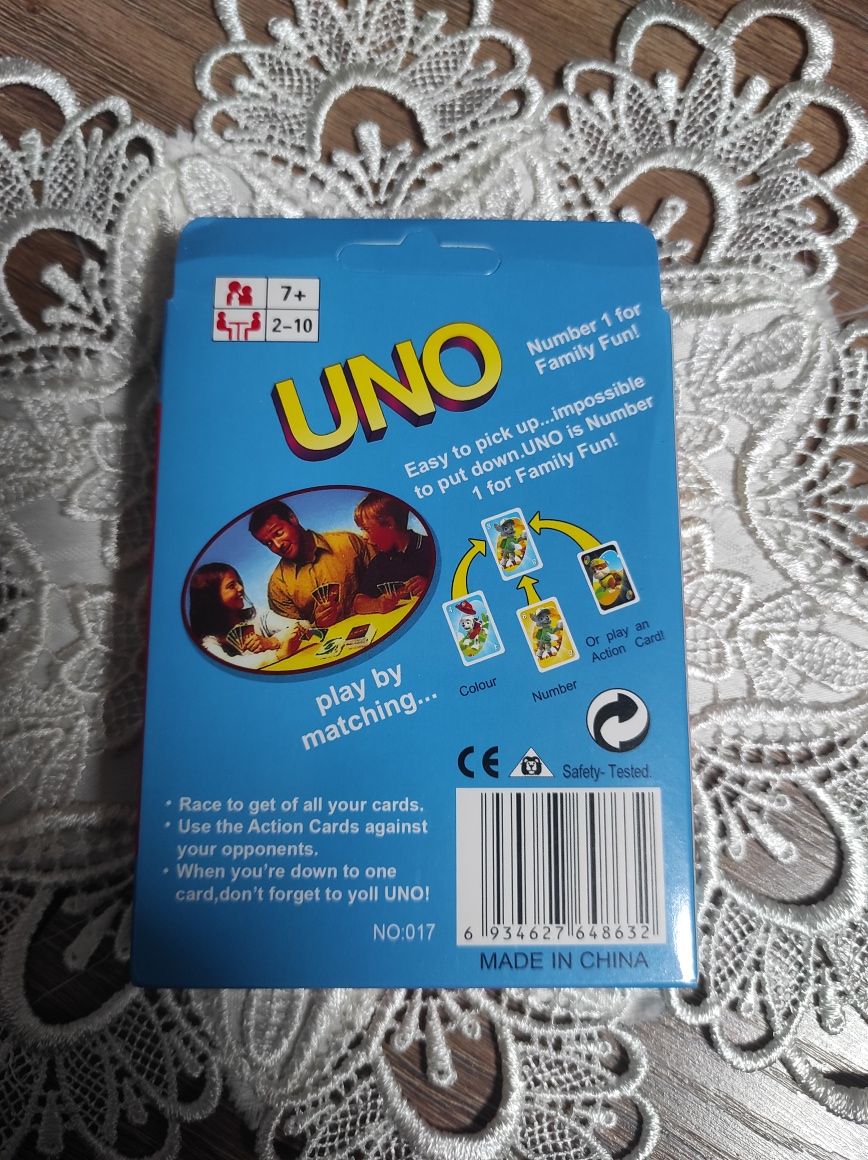 7+
2-10
UNO
Number 1 for
Family Fun!
Easy to pick up...impossible
to put down.UNO is Number
1 for Family Fun!
play by
matching...
Colour
Number
Or play an
Action Card!
CE
Safety- Tested.
• Race to get of all your cards.
• Use the Action Cards against
your opponents.
• When you're down to one
card,don't forget to yoll UNO!
NO:017
6 934627 648632
MADE IN CHINA